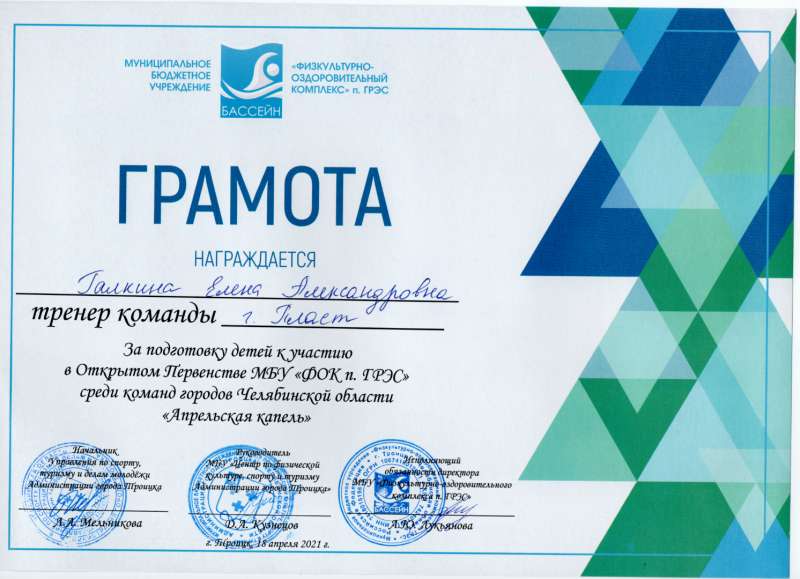 МУНИЦИПАЛЬНОЕ
БЮДЖЕТНОЕ
УЧРЕЖДЕНИЕ
БАССЕЙН
«ФИЗКУЛЬТУРНО-
ОЗДОРОВИТЕЛЬНЫЙ
КОМПЛЕКС» п. ГРЭС
ГРАМОТА
НАГРАЖДАЕТСЯ
Галкина Елена Александровна
тренер команды г. Пласт
За подготовку детей к участию
в Открытом Первенстве МБУ «ФОК п. ГРЭС»
среди команд городов Челябинской области
«Апрельская капель»
Начальник
Управления по спорту,
туризму и делам молодёжи
Администрации города Троицка
Л.А. Мельникова
Руководитель
МБУ "Центр по физической
культуре, спорту и туризму
Администрации города Троицка"
Д.А. Кузнецов
Исполняющий
обязанности директора
МБУ «Физкультурно-оздоровительного
комплекса п. ГРЭС»
БАССЕЙН
А.Ю. Лукьянова
г. Троицк, 18 апреля 2021 г.